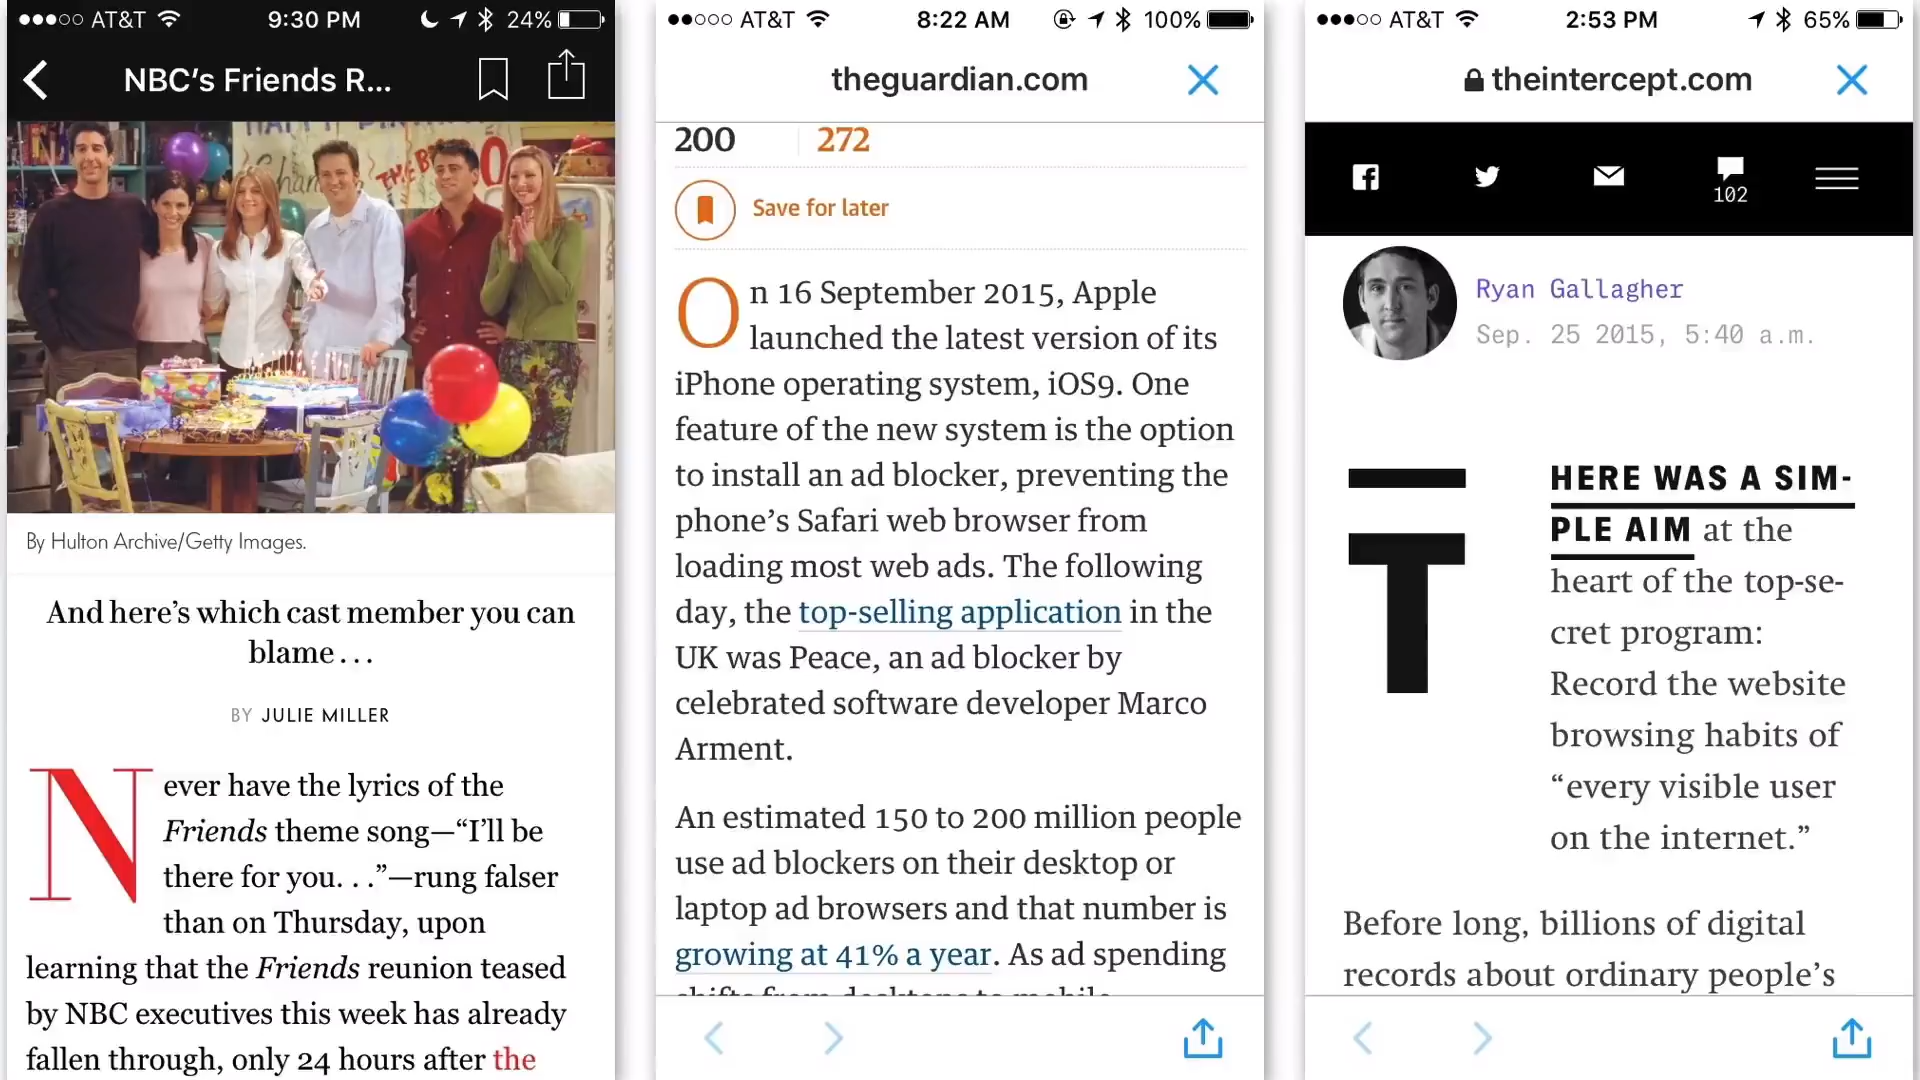 AT&T 9:30 PM 24%
NBC’s Friends R...
HAPPY
Chan
THE B
By Hulton Archive/Getty Images.
And here’s which cast member you can
blame...
BY JULIE MILLER
Never have the lyrics of the
Friends theme song—“I’ll be
there for you. . .”—rung falser
than on Thursday, upon
learning that the Friends reunion teased
by NBC executives this week has already
fallen through, only 24 hours after the
AT&T 8:22 AM 100%
theguardian.com
200 272
Save for later
On 16 September 2015, Apple
launched the latest version of its
iPhone operating system, iOS9. One
feature of the new system is the option
to install an ad blocker, preventing the
phone’s Safari web browser from
loading most web ads. The following
day, the top-selling application in the
UK was Peace, an ad blocker by
celebrated software developer Marco
Arment.
An estimated 150 to 200 million people
use ad blockers on their desktop or
laptop ad browsers and that number is
growing at 41% a year. As ad spending
shifts from desktops to mobile
AT&T 2:53 PM 65%
theintercept.com
102
Ryan Gallagher
Sep. 25 2015, 5:40 a.m.
THERE WAS A SIM-
PLE AIM at the
heart of the top-se-
cret program:
Record the website
browsing habits of
“every visible user
on the internet.”
Before long, billions of digital
records about ordinary people’s